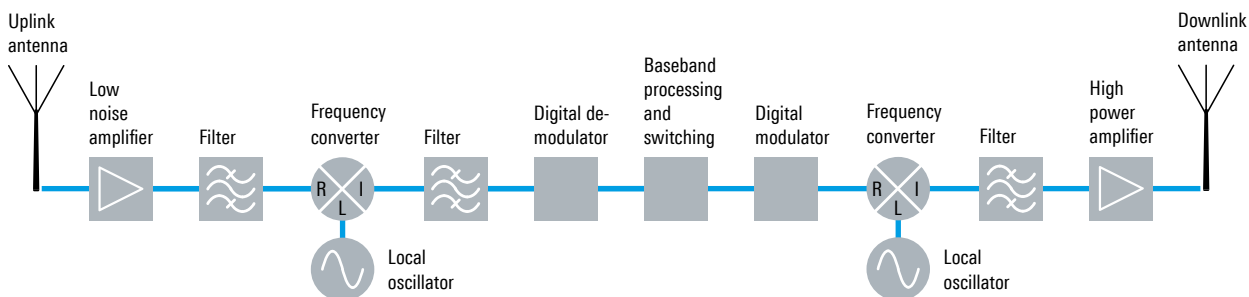 Uplink
antenna
Low
noise
amplifier
Filter
Frequency
converter
R
I
L
Local
oscillator
Filter
Digital de-
modulator
Baseband
processing
and
switching
Digital
modulator
Frequency
converter
R
I
L
Local
oscillator
Filter
High
power
amplifier
Downlink
antenna